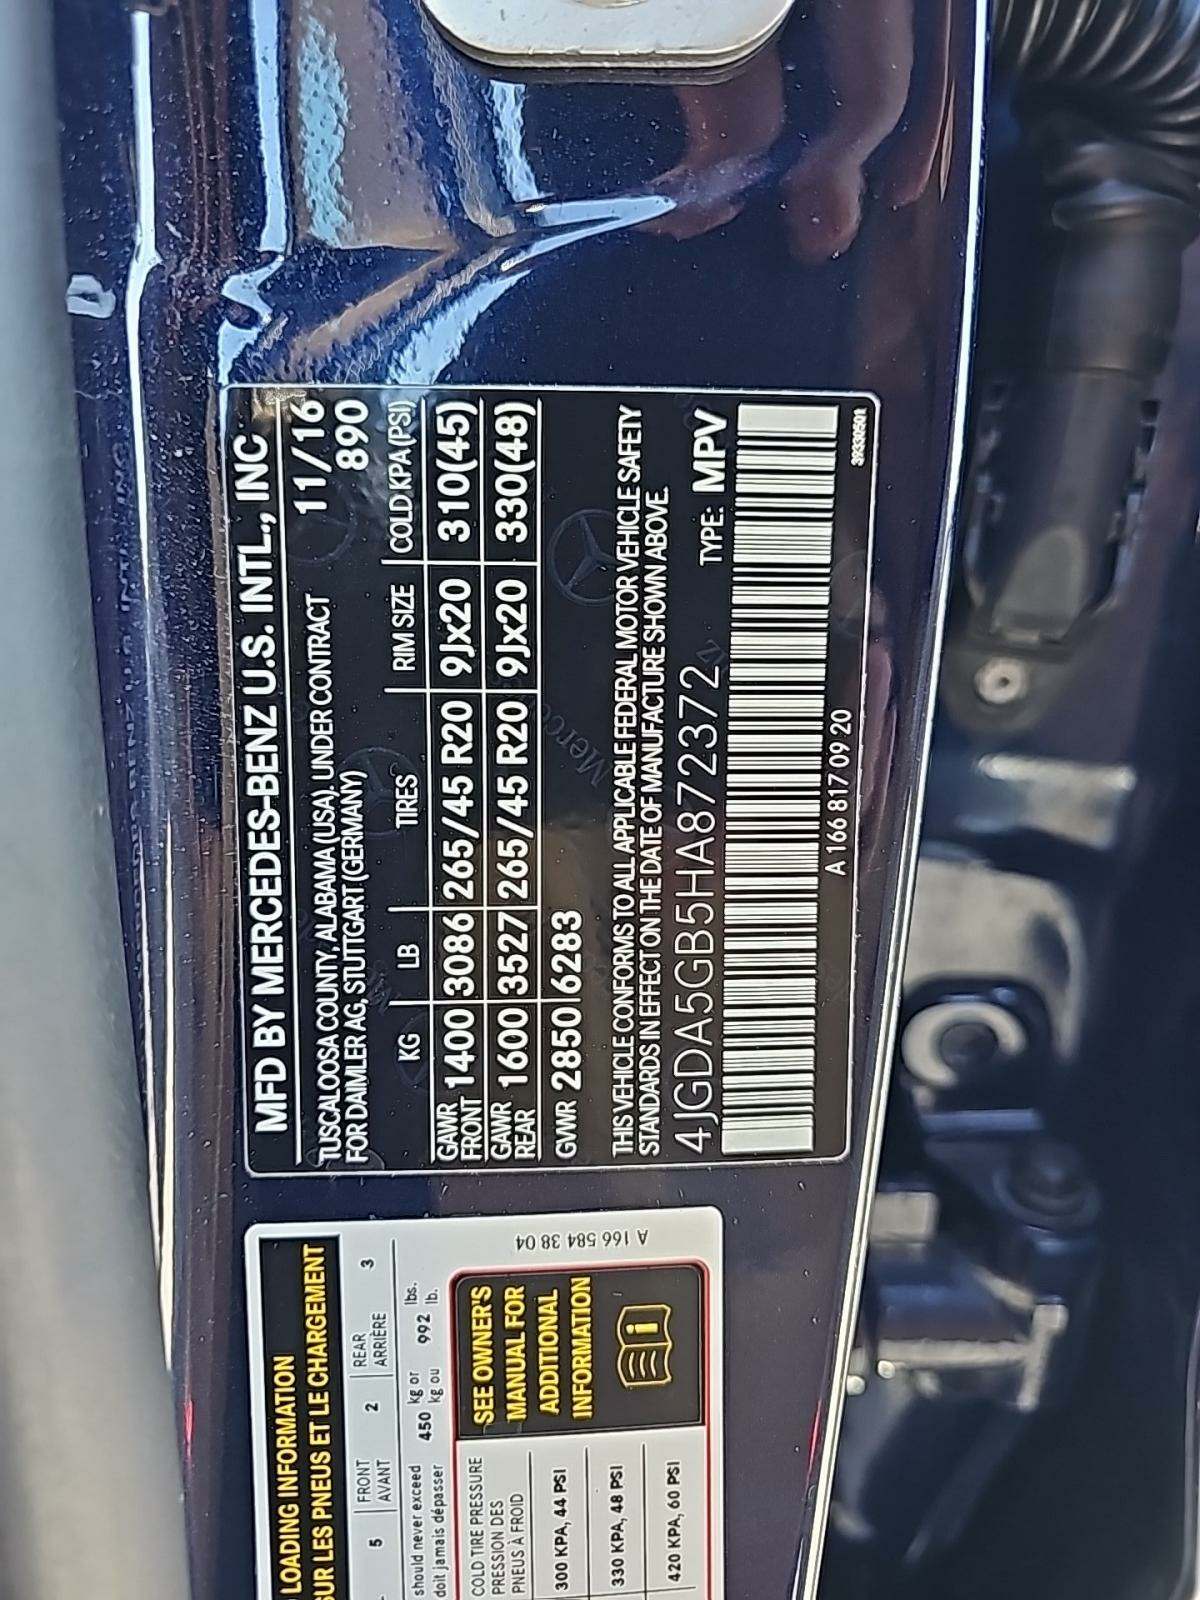 MFD BY MERCEDES-BENZ U.S. INTL., INC
TUSCALOOSA COUNTY, ALABAMA (USA), UNDER CONTRACT 11/16
FOR DAIMLER AG, STUTTGART (GERMANY) 890
KG LB TIRES RIM SIZE COLD KPA (PSI)
GAWR FRONT 1400 3086 265/45 R20 9Jx20 310(45)
GAWR REAR 1600 3527 265/45 R20 9Jx20 330(48)
GVWR 2850 6283
THIS VEHICLE CONFORMS TO ALL APPLICABLE FEDERAL MOTOR VEHICLE SAFETY
STANDARDS IN EFFECT ON THE DATE OF MANUFACTURE SHOWN ABOVE.
4JGDA5GB5HA872372 TYPE: MPV
A 166 817 09 20
39330501
LOADING INFORMATION
SUR LES PNEUS ET LE CHARGEMENT
5 FRONT 2 REAR 3
AVANT ARRIÈRE
should never exceed 450 kg or 992 lbs.
doit jamais dépasser kg ou lb.
COLD TIRE PRESSURE
PRESSION DES
PNEUS À FROID
300 KPA, 44 PSI
330 KPA, 48 PSI
420 KPA, 60 PSI
SEE OWNER'S
MANUAL FOR
ADDITIONAL
INFORMATION
A 166 584 38 04